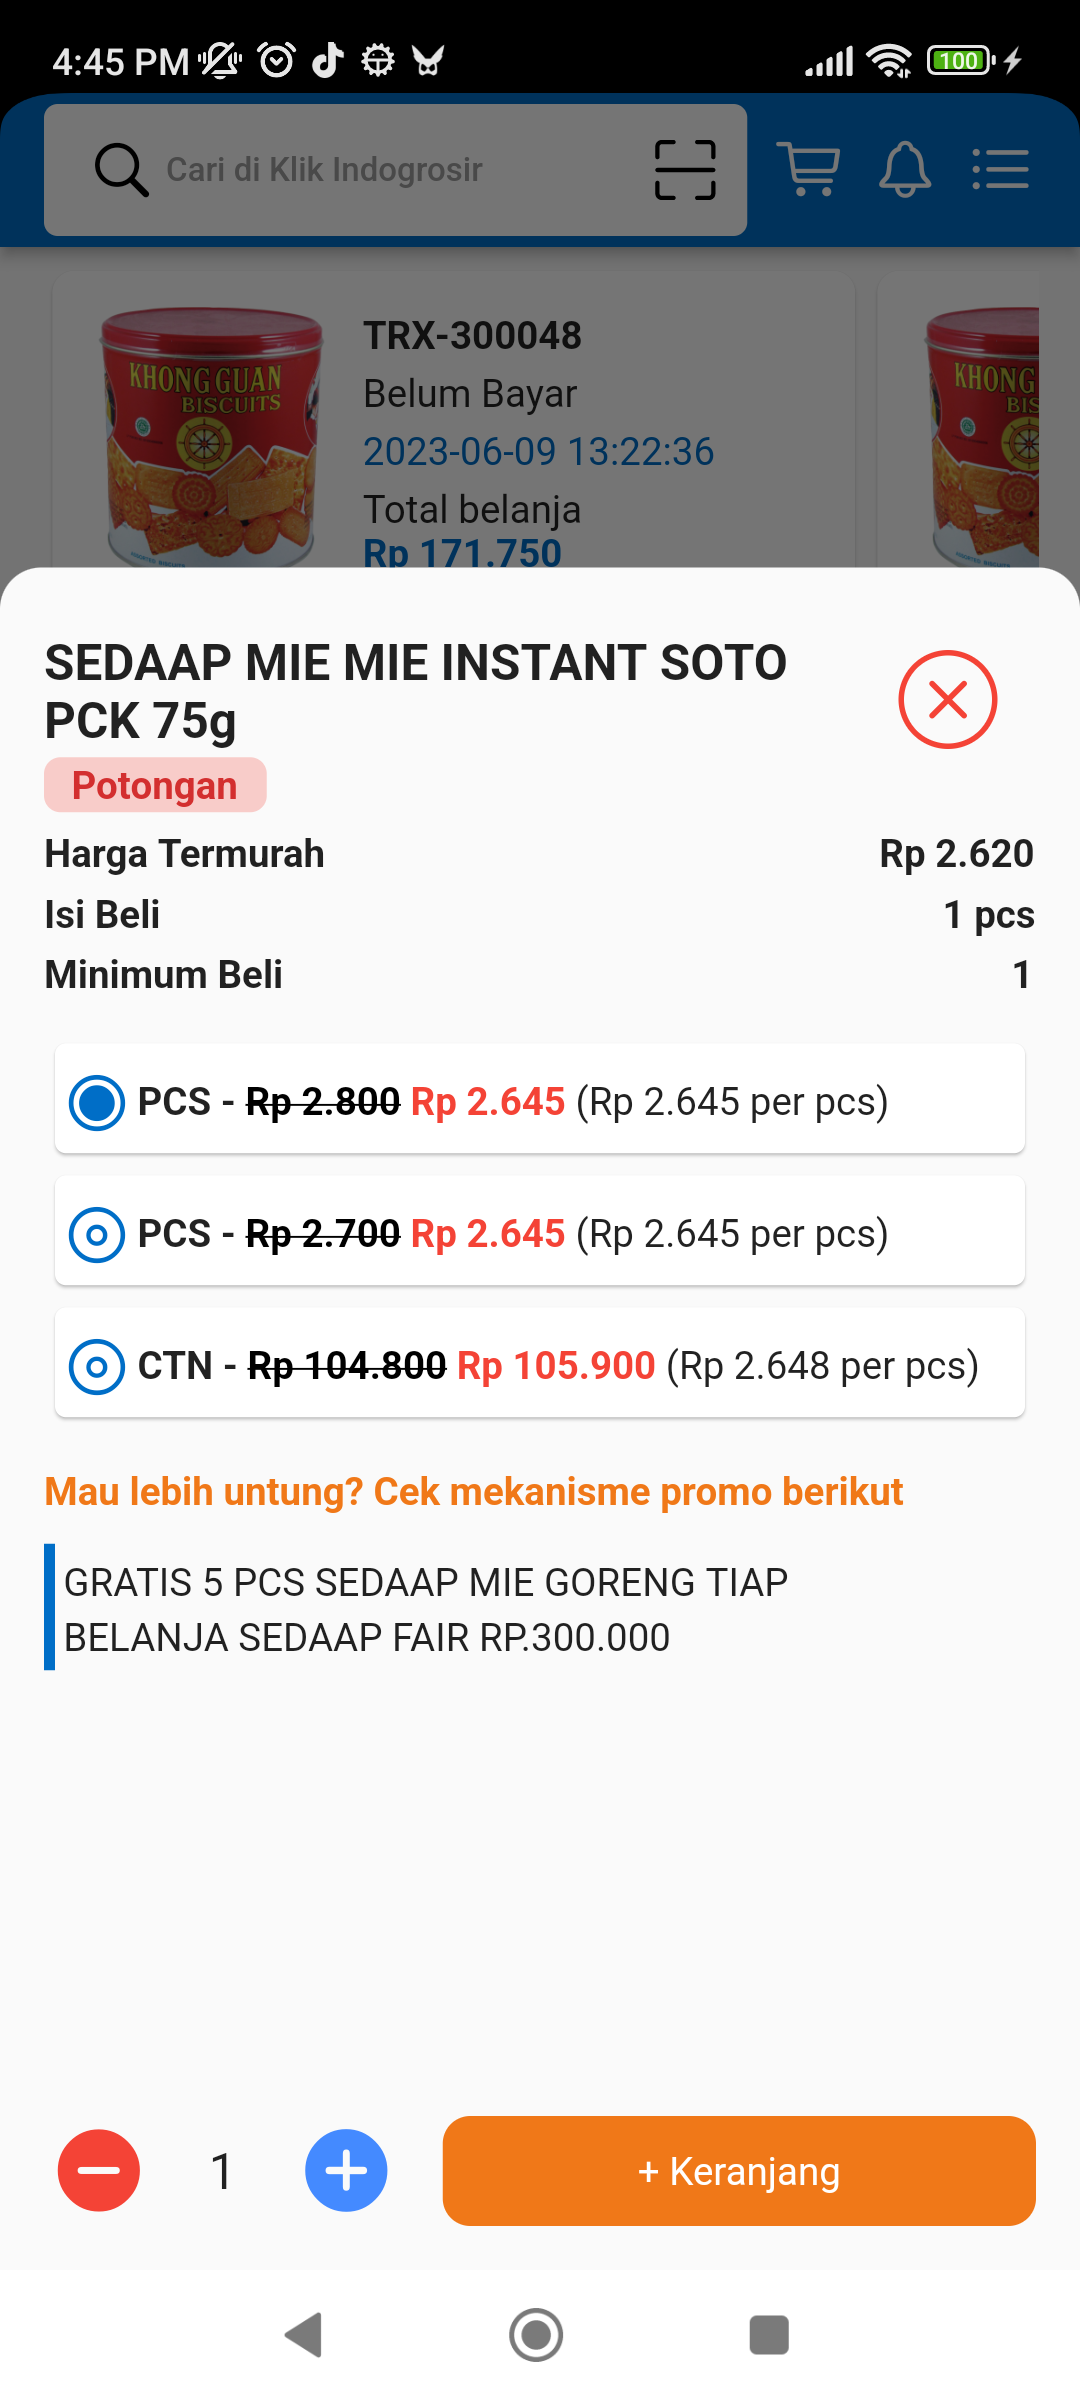 4:45 PM
100
Cari di Klik Indogrosir
KHONG GUAN
BISCUITS
TRX-300048
Belum Bayar
2023-06-09 13:22:36
Total belanja
Rp 171.750
KHONG
BIS
SEDAAP MIE MIE INSTANT SOTO
PCK 75g
Potongan
Harga Termurah Rp 2.620
Isi Beli 1 pcs
Minimum Beli 1
PCS - Rp 2.800 Rp 2.645 (Rp 2.645 per pcs)
PCS - Rp 2.700 Rp 2.645 (Rp 2.645 per pcs)
CTN - Rp 104.800 Rp 105.900 (Rp 2.648 per pcs)
Mau lebih untung? Cek mekanisme promo berikut
GRATIS 5 PCS SEDAAP MIE GORENG TIAP
BELANJA SEDAAP FAIR RP.300.000
1
+ Keranjang